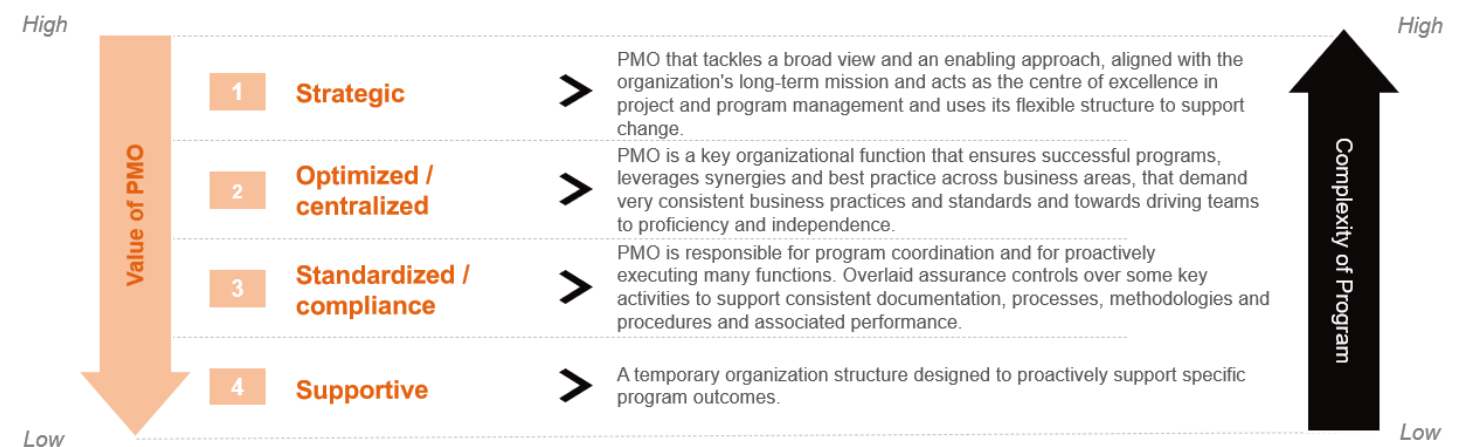 High
High
Value of PMO
Complexity of Program
1
Strategic
PMO that tackles a broad view and an enabling approach, aligned with the
organization's long-term mission and acts as the centre of excellence in
project and program management and uses its flexible structure to support
change.
2
Optimized /
centralized
PMO is a key organizational function that ensures successful programs,
leverages synergies and best practice across business areas, that demand
very consistent business practices and standards and towards driving teams
to proficiency and independence.
3
Standardized /
compliance
PMO is responsible for program coordination and for proactively
executing many functions. Overlaid assurance controls over some key
activities to support consistent documentation, processes, methodologies and
procedures and associated performance.
4
Supportive
A temporary organization structure designed to proactively support specific
program outcomes.
Low
Low